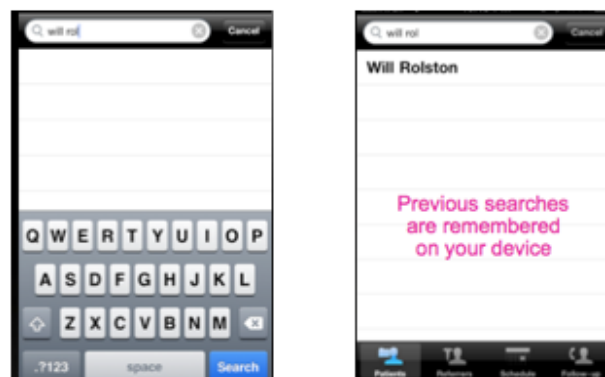 will rol
Cancel
Q W E R T Y U I O P
A S D F G H J K L
Z X C V B N M
.?123 space Search
will rol
Cancel
Will Rolston
Previous searches
are remembered
on your device
Patients Referrers Schedule Follow-up